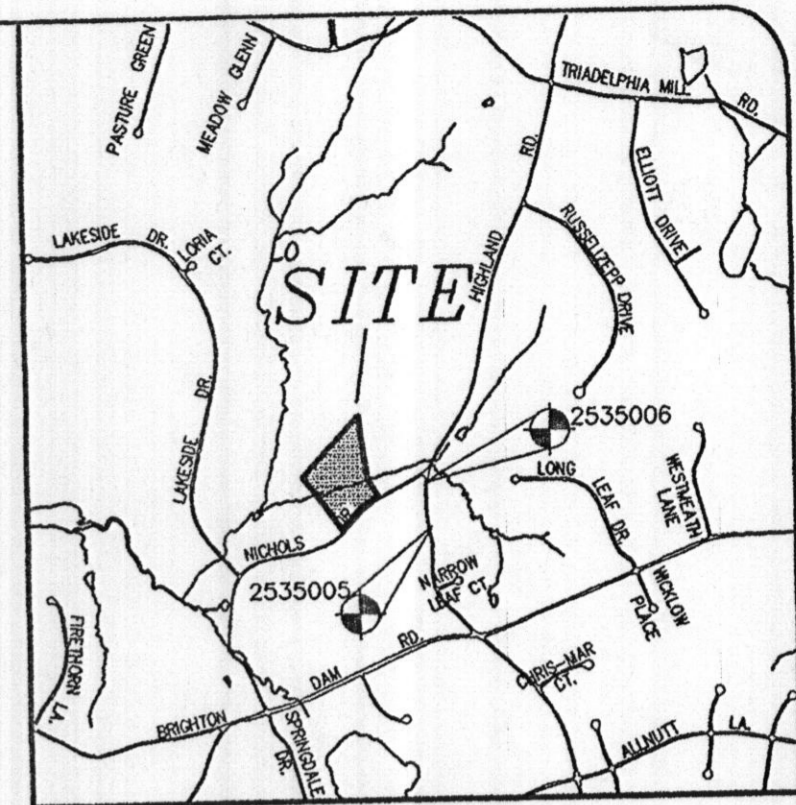 PASTURE GREEN
MEADOW GLENN
TRIADELPHIA MILL
RD.
RD.
HIGHLAND
ELLIOTT DRIVE
RUSSELLZEPP DRIVE
LAKESIDE DR.
LORIA CT.
SITE
LAKESIDE DR.
2535006
LONG
LEAF DR.
WESTMEATH
LANE
NICHOLS
DR.
2535005
NARROW
LEAF CT.
WICKLOW
PLACE
FIRETHORN LA.
BRIGHTON
DAM
RD.
CHRIS-MAR
CT.
SPRINGDALE
DR.
ALLNUTT
LA.